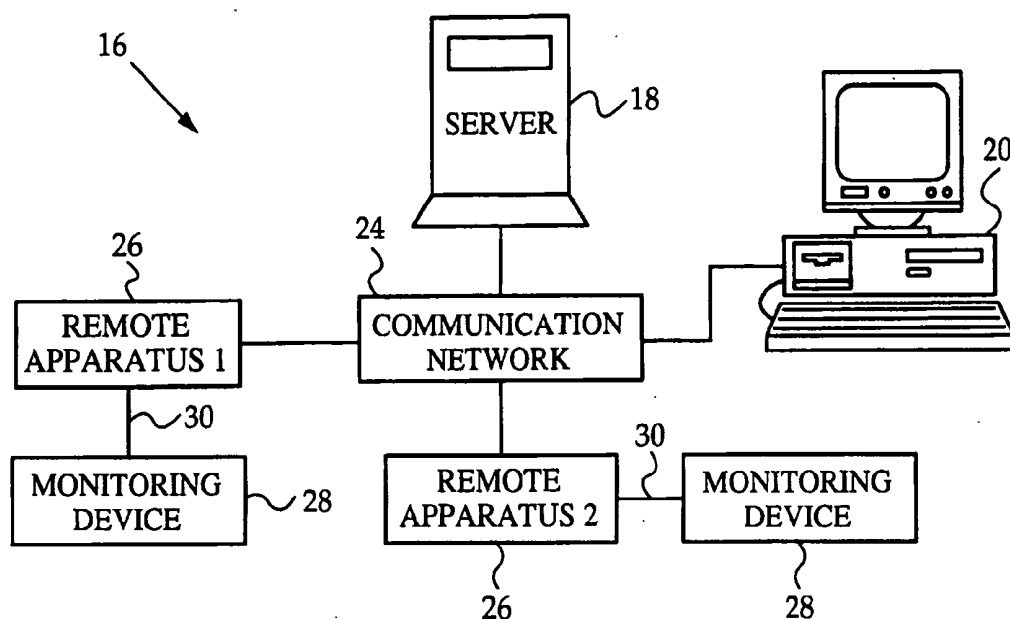 16
SERVER
18
20
24
26
REMOTE
APPARATUS 1
COMMUNICATION
NETWORK
30
MONITORING
DEVICE
28
REMOTE
APPARATUS 2
30
MONITORING
DEVICE
26
28